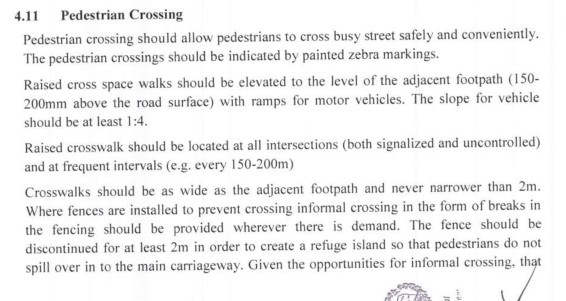 4.11 Pedestrian Crossing
Pedestrian crossing should allow pedestrians to cross busy street safely and conveniently.
The pedestrian crossings should be indicated by painted zebra markings.
Raised cross space walks should be elevated to the level of the adjacent footpath (150-
200mm above the road surface) with ramps for motor vehicles. The slope for vehicle
should be at least 1:4.
Raised crosswalk should be located at all intersections (both signalized and uncontrolled)
and at frequent intervals (e.g. every 150-200m)
Crosswalks should be as wide as the adjacent footpath and never narrower than 2m.
Where fences are installed to prevent crossing informal crossing in the form of breaks in
the fencing should be provided wherever there is demand. The fence should be
discontinued for at least 2m in order to create a refuge island so that pedestrians do not
spill over in to the main carriageway. Given the opportunities for informal crossing, that